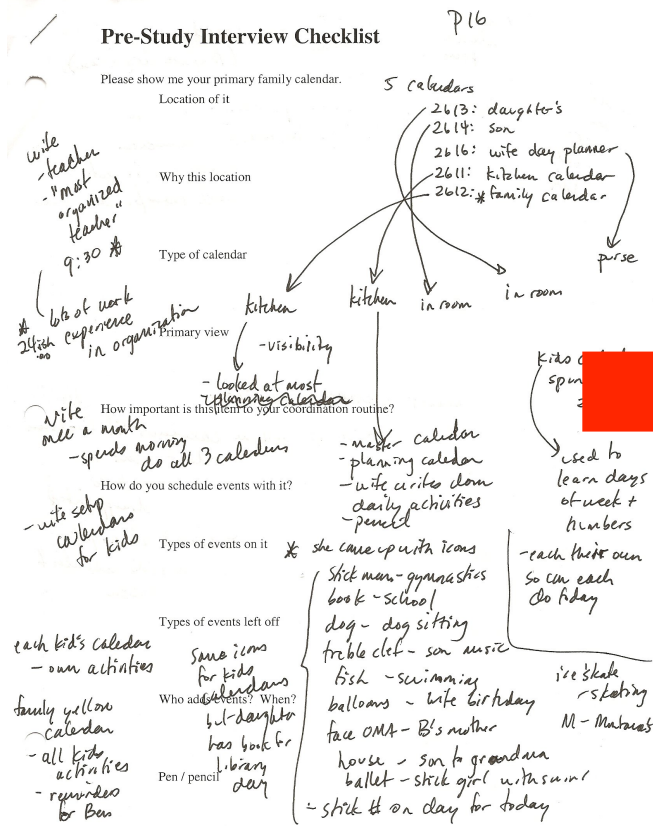 P16
Pre-Study Interview Checklist
Please show me your primary family calendar.
Location of it
5 calendars
2613: daughter's
2614: son
2616: wife day planner
2611: kitchen calendar
2612: * family calendar
purse
wife
- teacher
- "most
organized
teacher"
9:30 *
Why this location
Type of calendar
kitchen
kitchen
in room
in room
* lots of work
24ish experience
in organization
Primary view
- visibility
- looked at most
planning calendar
kids
How important is this item to your coordination routine?
wife
once a month
- spends morning
do all 3 calendars
- master calendar
- planning calendar
- wife writes down
daily activities
- pencil
used to
learn days
of week +
numbers
How do you schedule events with it?
- wife setup
calendars
for kids
- each their own
so can each
do today
Types of events on it
* she came up with icons
stick man - gymnastics
book - school
dog - dog sitting
treble clef - son music
fish - swimming
balloons - wife birthday
face OMA - B's mother
house - son to grandma
ballet - stick girl with
- stick # on day for today
ice skate
- skating
M -
Types of events left off
each kid's calendar
- own activities
same icons
for kids
calendars
but daughter
has book for
library
day
Who adds events? When?
family yellow
calendar
- all kids
activities
- reminders
for Ben
Pen / pencil